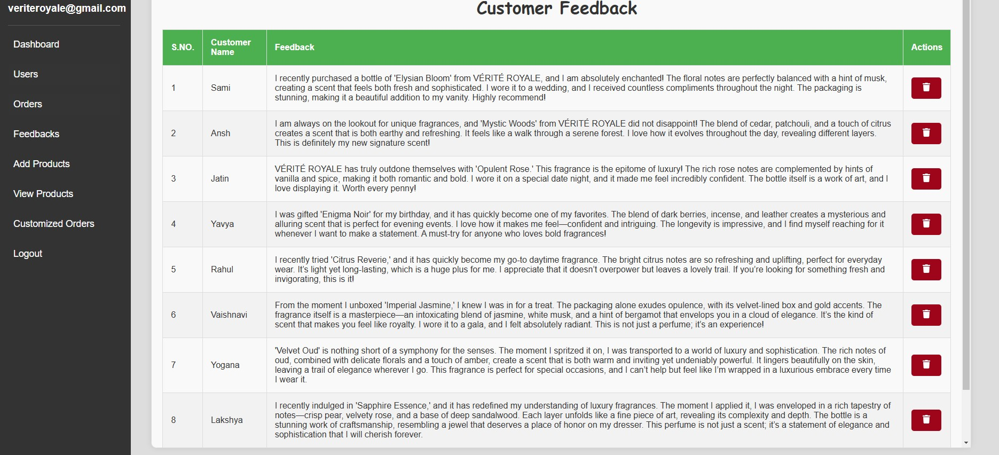 veriteroyale@gmail.com
Dashboard
Users
Orders
Feedbacks
Add Products
View Products
Customized Orders
Logout
Customer Feedback
S.NO.
Customer
Name
Feedback
Actions
1
Sami
I recently purchased a bottle of 'Elysian Bloom' from VÉRITÉ ROYALE, and I am absolutely enchanted! The floral notes are perfectly balanced with a hint of musk,
creating a scent that feels both fresh and sophisticated. I wore it to a wedding, and I received countless compliments throughout the night. The packaging is
stunning, making it a beautiful addition to my vanity. Highly recommend!
2
Ansh
I am always on the lookout for unique fragrances, and 'Mystic Woods' from VÉRITÉ ROYALE did not disappoint! The blend of cedar, patchouli, and a touch of citrus
creates a scent that is both earthy and refreshing. It feels like a walk through a serene forest. I love how it evolves throughout the day, revealing different layers.
This is definitely my new signature scent!
3
Jatin
VÉRITÉ ROYALE has truly outdone themselves with 'Opulent Rose.' This fragrance is the epitome of luxury! The rich rose notes are complemented by hints of
vanilla and spice, making it both romantic and bold. I wore it on a special date night, and it made me feel incredibly confident. The bottle itself is a work of art, and I
love displaying it. Worth every penny!
4
Yavya
I was gifted 'Enigma Noir' for my birthday, and it has quickly become one of my favorites. The blend of dark berries, incense, and leather creates a mysterious and
alluring scent that is perfect for evening events. I love how it makes me feel—confident and intriguing. The longevity is impressive, and I find myself reaching for it
whenever I want to make a statement. A must-try for anyone who loves bold fragrances!
5
Rahul
I recently tried 'Citrus Reverie,' and it has quickly become my go-to daytime fragrance. The bright citrus notes are so refreshing and uplifting, perfect for everyday
wear. It’s light yet long-lasting, which is a huge plus for me. I appreciate that it doesn’t overpower but leaves a lovely trail. If you’re looking for something fresh and
invigorating, this is it!
6
Vaishnavi
From the moment I unboxed 'Imperial Jasmine,' I knew I was in for a treat. The packaging alone exudes opulence, with its velvet-lined box and gold accents. The
fragrance itself is a masterpiece—an intoxicating blend of jasmine, white musk, and a hint of bergamot that envelops you in a cloud of elegance. It’s the kind of
scent that makes you feel like royalty. I wore it to a gala, and I felt absolutely radiant. This is not just a perfume; it’s an experience!
7
Yogana
'Velvet Oud' is nothing short of a symphony for the senses. The moment I spritzed it on, I was transported to a world of luxury and sophistication. The rich notes of
oud, combined with delicate florals and a touch of amber, create a scent that is both warm and inviting yet undeniably powerful. It lingers beautifully on the skin,
leaving a trail of elegance wherever I go. This fragrance is perfect for special occasions, and I can’t help but feel like I’m wrapped in a luxurious embrace every time
I wear it.
8
Lakshya
I recently indulged in 'Sapphire Essence,' and it has redefined my understanding of luxury fragrances. The moment I applied it, I was enveloped in a rich tapestry of
notes—crisp pear, velvety rose, and a base of deep sandalwood. Each layer unfolds like a fine piece of art, revealing its complexity and depth. The bottle is a
stunning work of craftsmanship, resembling a jewel that deserves a place of honor on my dresser. This perfume is not just a scent; it’s a statement of elegance and
sophistication that I will cherish forever.